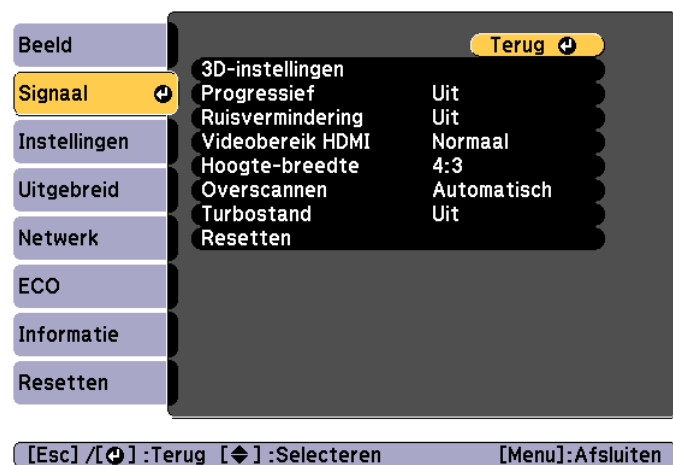 Beeld
Signaal
Instellingen
Uitgebreid
Netwerk
ECO
Informatie
Resetten
Terug
3D-instellingen
Progressief Uit
Ruisvermindering Uit
Videobereik HDMI Normaal
Hoogte-breedte 4:3
Overscannen Automatisch
Turbostand Uit
Resetten
[Esc] /[⏎] :Terug [◆] :Selecteren [Menu]:Afsluiten